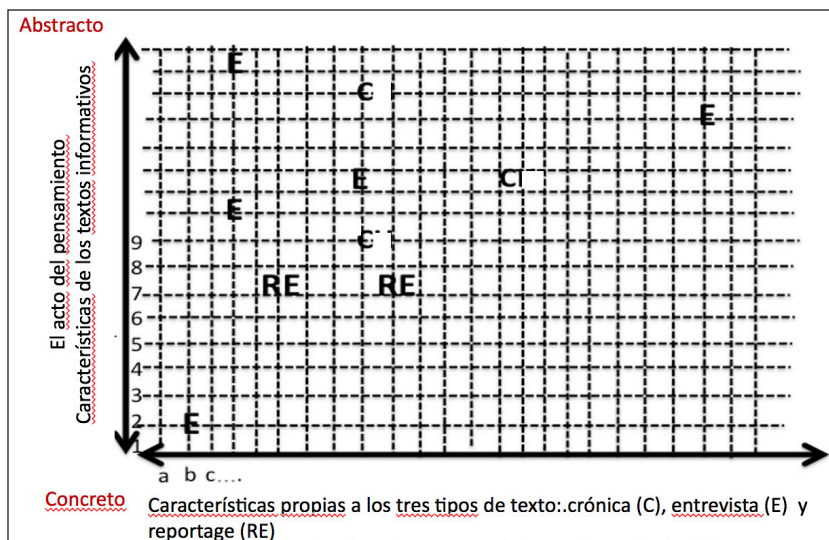 Abstracto
El acto del pensamiento
Características de los textos informativos
E
C
E
E
C
E
9
C
8
RE RE
7
6
5
4
3
2
E
1
a b c....
Concreto
Características propias a los tres tipos de texto:.crónica (C), entrevista (E) y
reportage (RE)